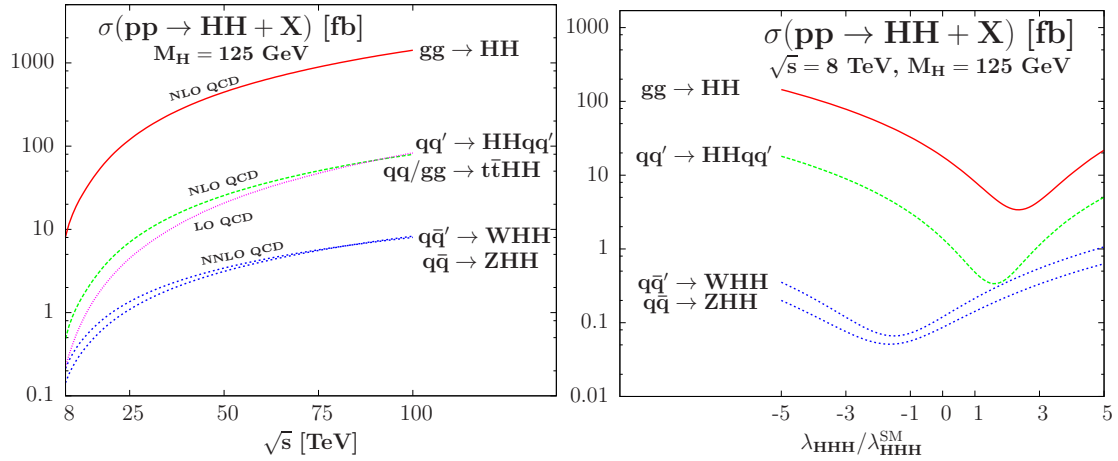 σ(pp → HH + X) [fb]
M_H = 125 GeV
gg → HH
NLO QCD
qq′ → HHqq′
qq/gg → tt̄HH
NLO QCD
LO QCD
NNLO QCD
qq̄′ → WHH
qq̄ → ZHH
1000
100
10
1
0.1
8 25 50 75 100
√s [TeV]
σ(pp → HH + X) [fb]
√s = 8 TeV, M_H = 125 GeV
gg → HH
qq′ → HHqq′
qq̄′ → WHH
qq̄ → ZHH
1000
100
10
1
0.1
0.01
-5 -3 -1 0 1 3 5
λ_HHH/λ_HHH^SM